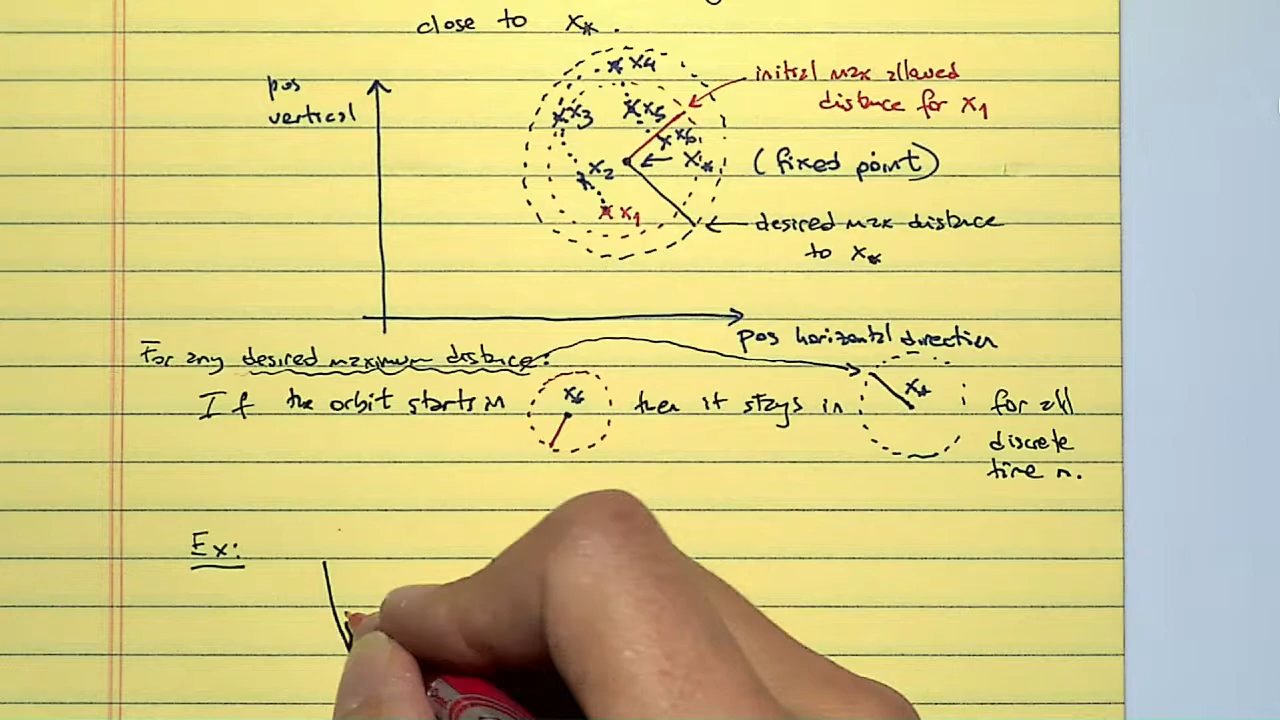 close to x* .
pos
vertical
x4
x3
x5
x6
x2
x1
x*
(fixed point)
initial max allowed
distance for x1
desired max distance
to x*
pos horizontal direction
For any desired maximum distance:
If the orbit starts in x* then it stays in x* for all
discrete
time n.
Ex: